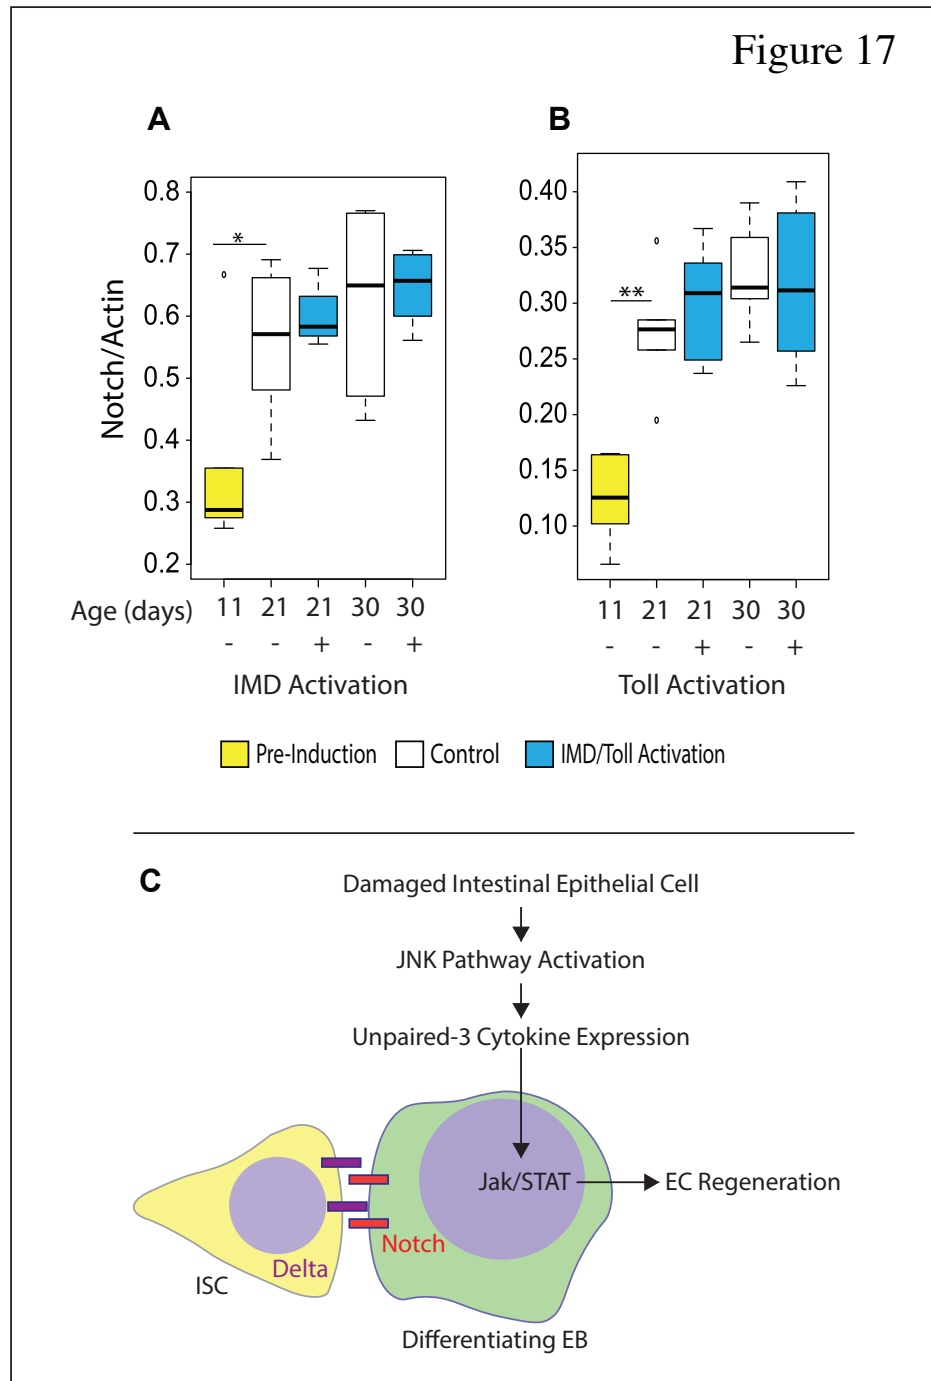 Figure 17
A
B
Notch/Actin
0.8
0.7
0.6
0.5
0.4
0.3
0.2
*
0.40
0.35
0.30
0.25
0.20
0.15
0.10
**
Age (days) 11 21 21 30 30
- - + - +
IMD Activation
11 21 21 30 30
- - + - +
Toll Activation
Pre-Induction Control IMD/Toll Activation
C
Damaged Intestinal Epithelial Cell
JNK Pathway Activation
Unpaired-3 Cytokine Expression
Jak/STAT
EC Regeneration
Notch
Delta
ISC
Differentiating EB